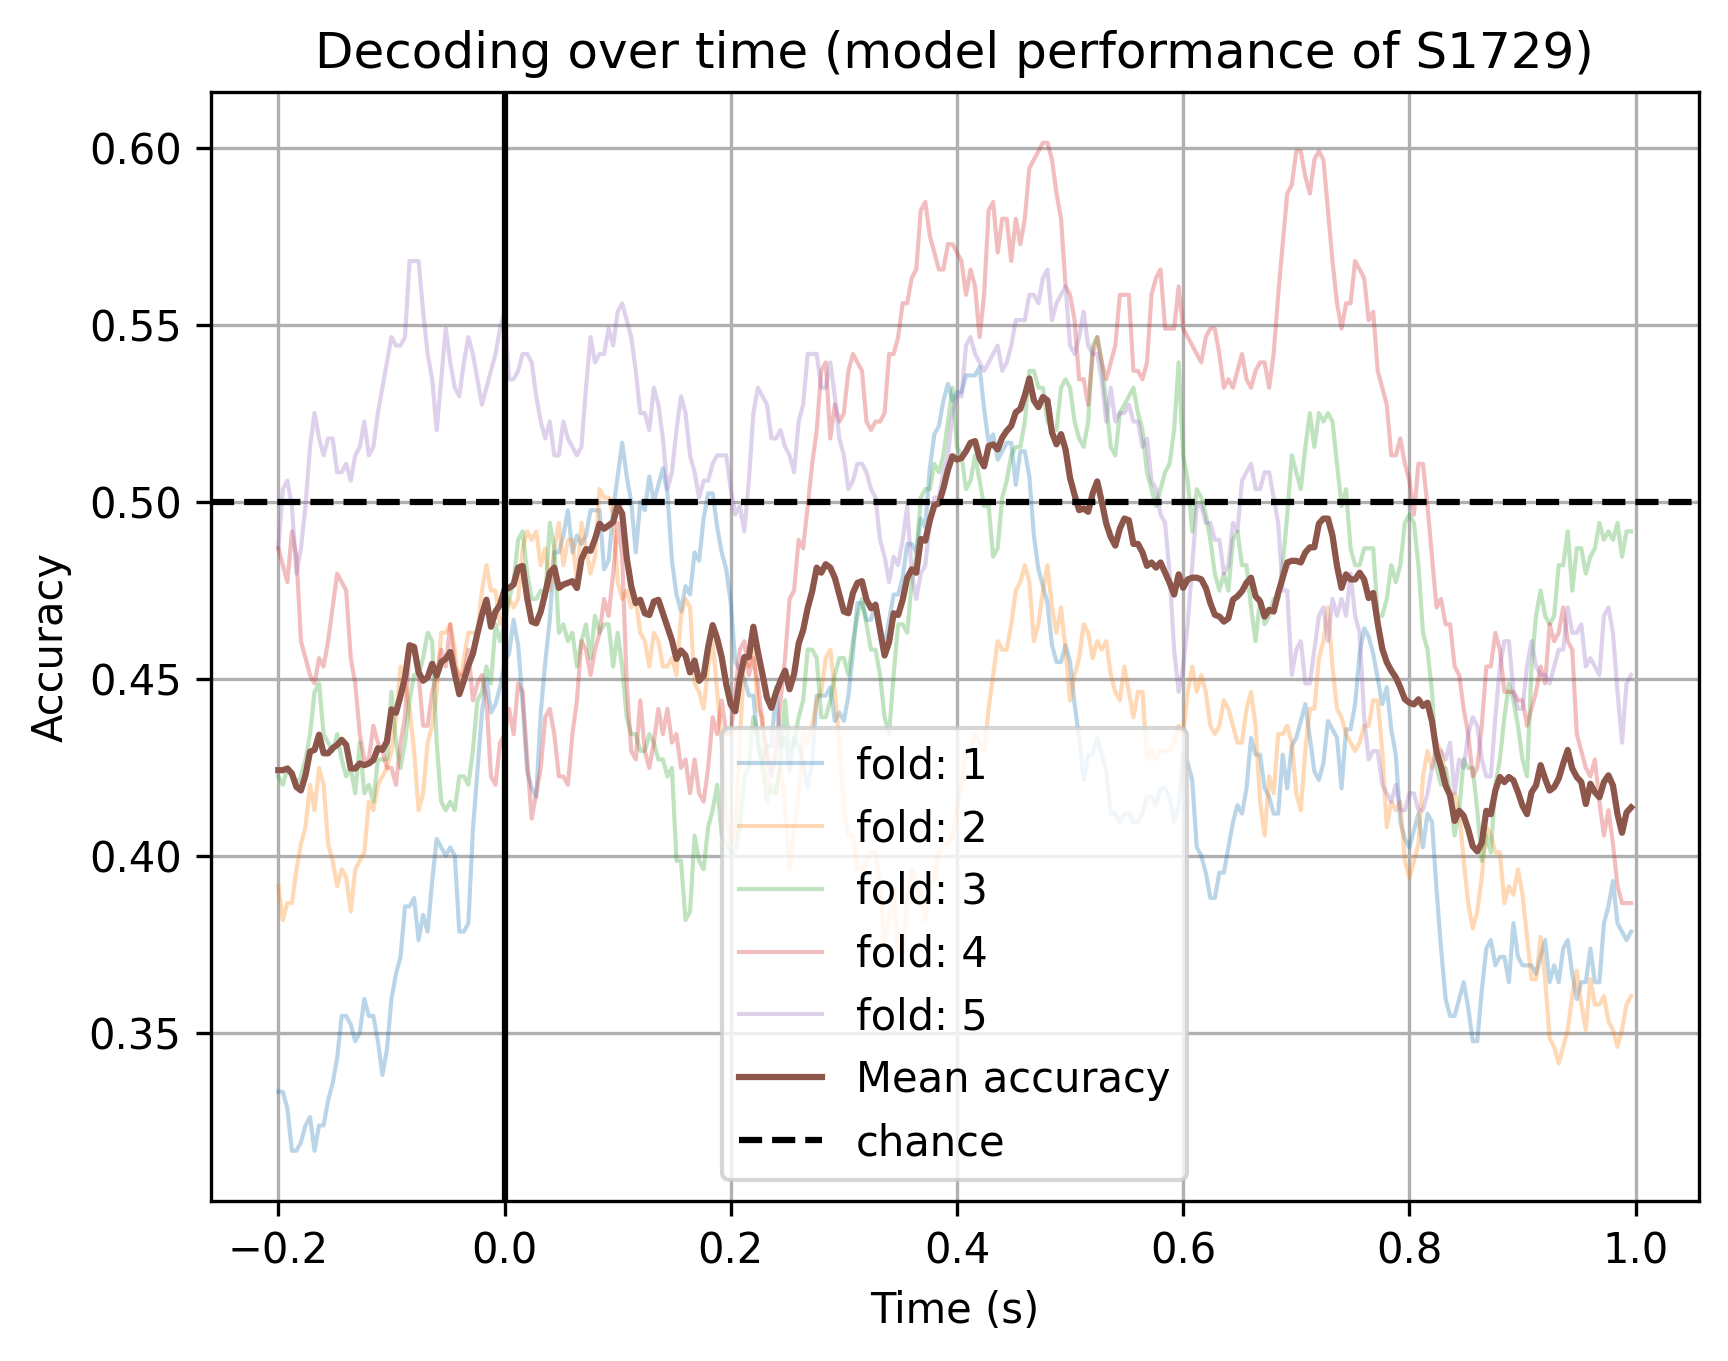 Decoding over time (model performance of S1729)
Accuracy
0.60
0.55
0.50
0.45
0.40
0.35
fold: 1
fold: 2
fold: 3
fold: 4
fold: 5
Mean accuracy
chance
−0.2
0.0
0.2
0.4
0.6
0.8
1.0
Time (s)